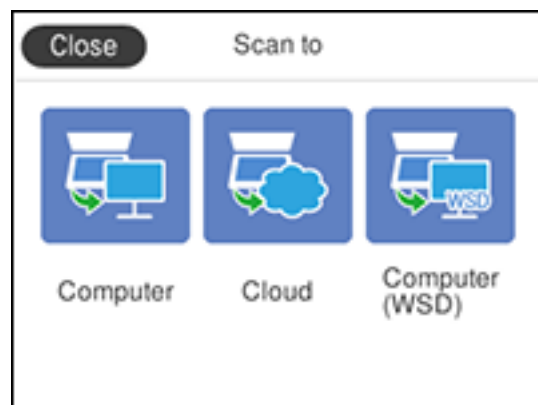 Close
Scan to
WSD
Computer
Cloud
Computer
(WSD)